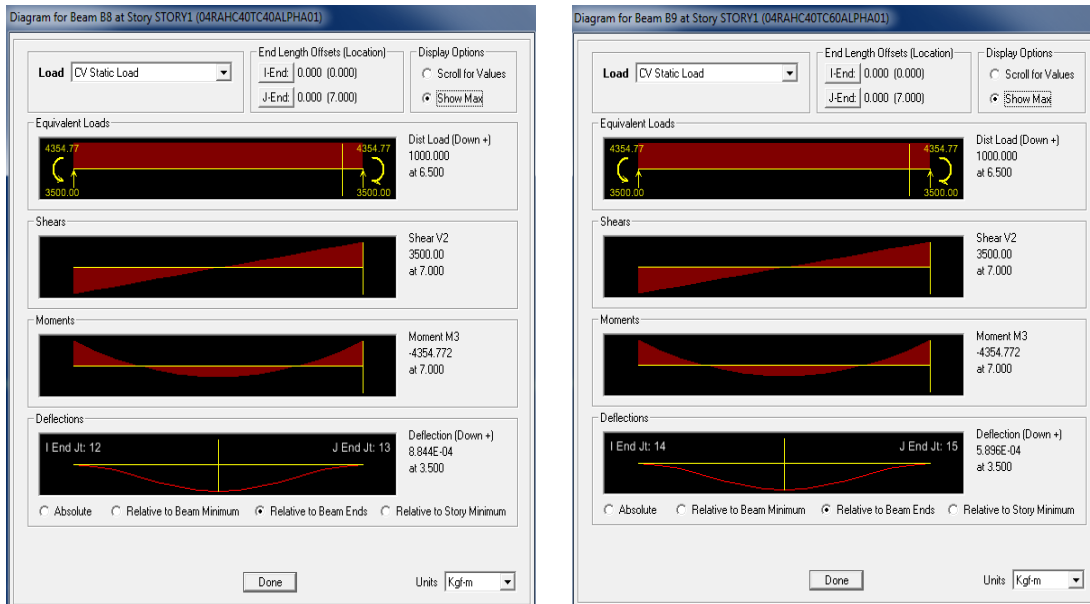 Diagram for Beam B8 at Story STORY1 (04RAHC40TC40ALPHA01)
Load CV Static Load
End Length Offsets (Location)
I-End: 0.000 (0.000)
J-End: 0.000 (7.000)
Display Options
Scroll for Values
Show Max
Equivalent Loads
4354.77
4354.77
3500.00
3500.00
Dist Load (Down +)
1000.000
at 6.500
Shears
Shear V2
3500.00
at 7.000
Moments
Moment M3
-4354.772
at 7.000
Deflections
I End Jt: 12
J End Jt: 13
Deflection (Down +)
8.844E-04
at 3.500
Absolute Relative to Beam Minimum Relative to Beam Ends Relative to Story Minimum
Done
Units Kgf-m
Diagram for Beam B9 at Story STORY1 (04RAHC40TC60ALPHA01)
Load CV Static Load
End Length Offsets (Location)
I-End: 0.000 (0.000)
J-End: 0.000 (7.000)
Display Options
Scroll for Values
Show Max
Equivalent Loads
4354.77
4354.77
3500.00
3500.00
Dist Load (Down +)
1000.000
at 6.500
Shears
Shear V2
3500.00
at 7.000
Moments
Moment M3
-4354.772
at 7.000
Deflections
I End Jt: 14
J End Jt: 15
Deflection (Down +)
5.896E-04
at 3.500
Absolute Relative to Beam Minimum Relative to Beam Ends Relative to Story Minimum
Done
Units Kgf-m